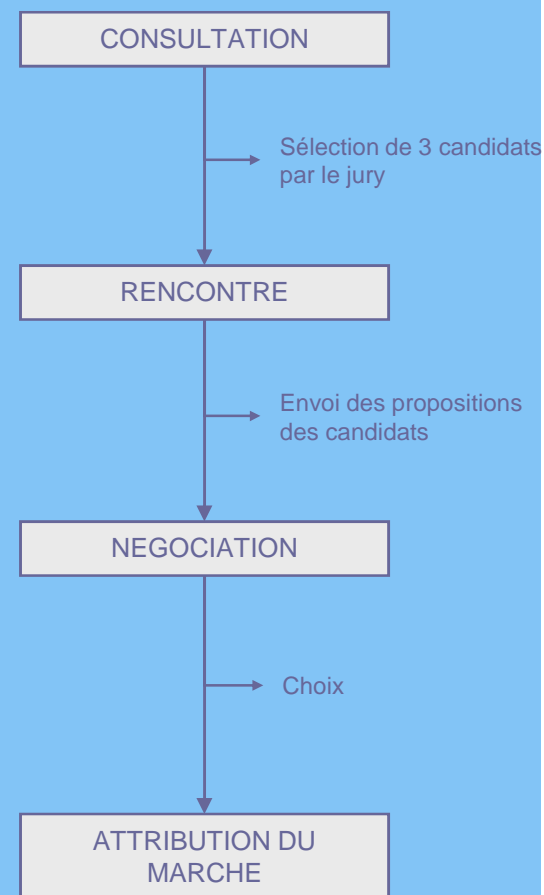 CONSULTATION
Sélection de 3 candidats
par le jury
RENCONTRE
Envoi des propositions
des candidats
NEGOCIATION
Choix
ATTRIBUTION DU
MARCHE